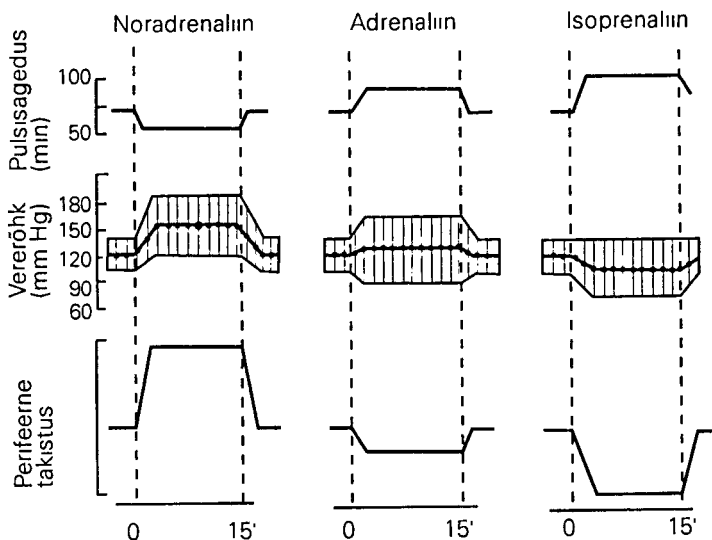 Noradrenaliin Adrenaliin Isoprenaliin
Pulsisagedus
(min)
100
50
Vererõhk
(mm Hg)
180
150
120
90
60
Perifeerne
takistus
0 15' 0 15' 0 15'